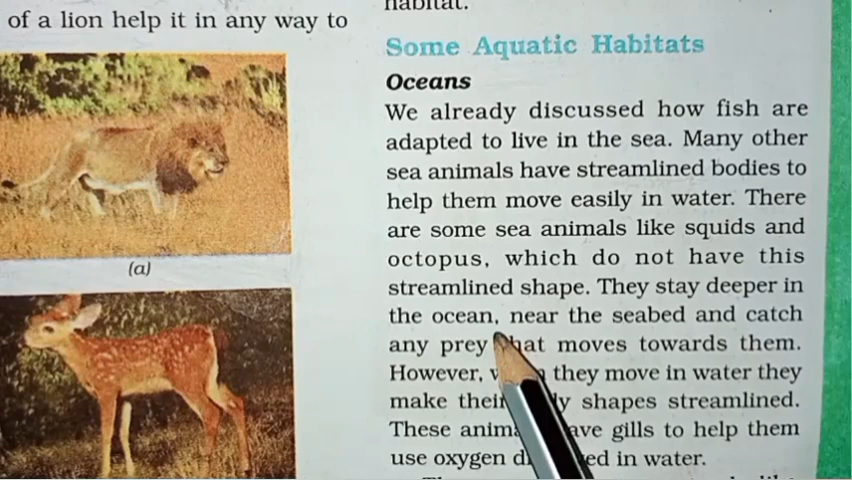 of a lion help it in any way to
(a)
habitat.
Some Aquatic Habitats
Oceans
We already discussed how fish are
adapted to live in the sea. Many other
sea animals have streamlined bodies to
help them move easily in water. There
are some sea animals like squids and
octopus, which do not have this
streamlined shape. They stay deeper in
the ocean, near the seabed and catch
any prey that moves towards them.
However, they move in water they
make their shapes streamlined.
These have gills to help them
use oxygen in water.